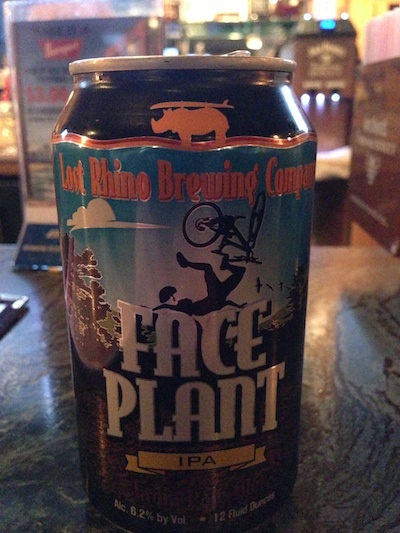 Lost Rhino Brewing Company
FACE
PLANT
IPA
Alc. 6.2% by Vol • 12 Fluid Ounces